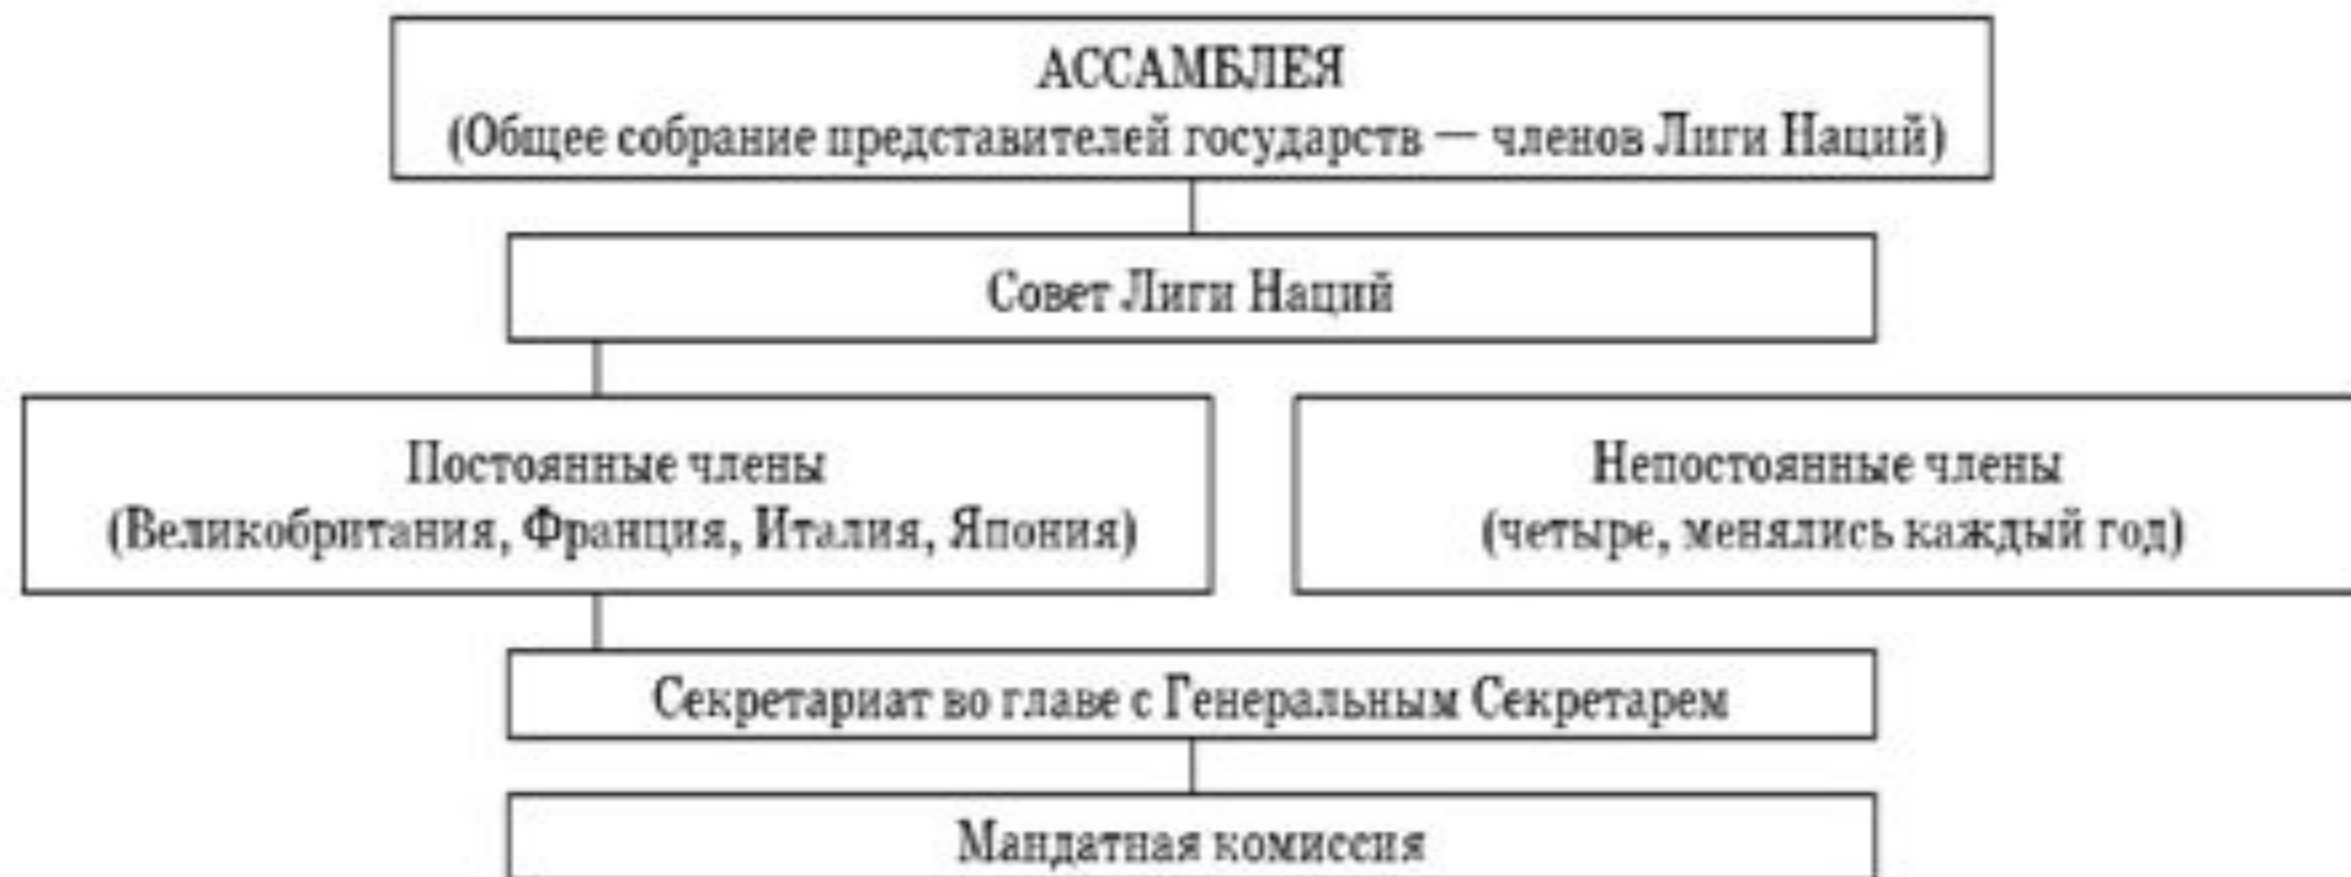 АССАМБЛЕЯ
(Общее собрание представителей государств — членов Лиги Наций)
Совет Лиги Наций
Постоянные члены
(Великобритания, Франция, Италия, Япония)
Непостоянные члены
(четыре, менялись каждый год)
Секретариат во главе с Генеральным Секретарем
Мандатная комиссия